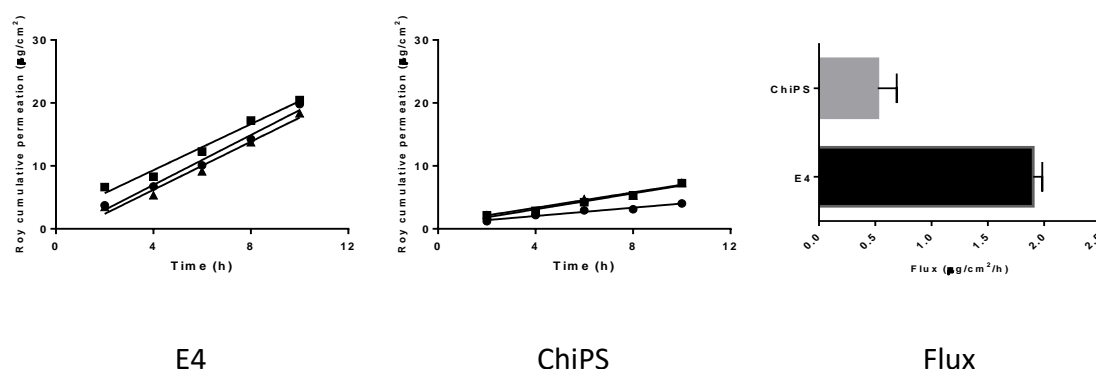 Roy cumulative permeation (µg/cm²)
30
20
10
0
0 4 8 12
Time (h)
Roy cumulative permeation (µg/cm²)
30
20
10
0
0 4 8 12
Time (h)
ChiPS
E4
0.0 0.5 1.0 1.5 2.0 2.5
Flux (µg/cm²/h)
E4 ChiPS Flux